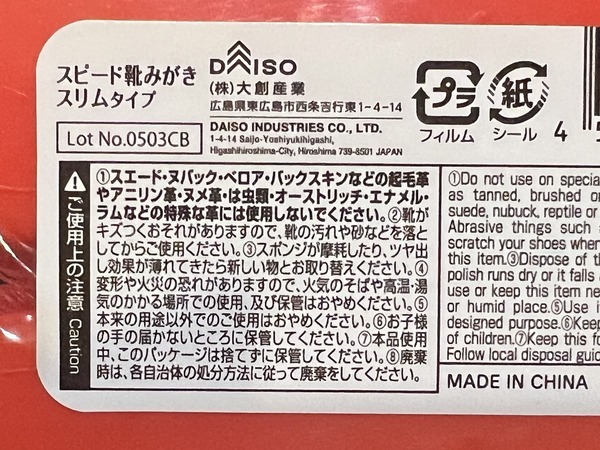 スピード靴みがき
スリムタイプ
Lot No.0503CB
DAISO
(株)大創産業
広島県東広島市西条吉行東1-4-14
DAISO INDUSTRIES CO., LTD.
1-4-14 Saijo-Yoshiyukihigashi,
Higashihiroshima-City, Hiroshima 739-8501 JAPAN
プラ
フィルム
紙
シール
4
ご使用上の注意 Caution
①スエード・ヌバック・ベロア・バックスキンなどの起毛革
やアニリン革・ヌメ革・は虫類・オーストリッチ・エナメル・
ラムなどの特殊な革には使用しないでください。②靴が
キズつくおそれがありますので、靴の汚れや砂などを落と
してからご使用ください。③スポンジが摩耗したり、ツヤ出
し効果が薄れてきたら新しい物とお取り替えください。④
変形や火災の恐れがありますので、火気のそばや高温・湿
気のかかる場所での使用、及び保管はおやめください。⑤
本来の用途以外でのご使用はおやめください。⑥お子様
の手の届かないところに保管してください。⑦本品使用
中、このパッケージは捨てずに保管してください。⑧廃棄
時は、各自治体の処分方法に従って廃棄をしてください。
①Do not use on specia
as tanned, brushed or
suede, nubuck, reptile or
Abrasive things such
scratch your shoes when
this item.③Dispose of th
polish runs dry or it falls
use or keep this item ne
or humid place.⑤Use i
designed purpose.⑥Keep
of children.⑦Keep this fo
Follow local disposal guid
MADE IN CHINA